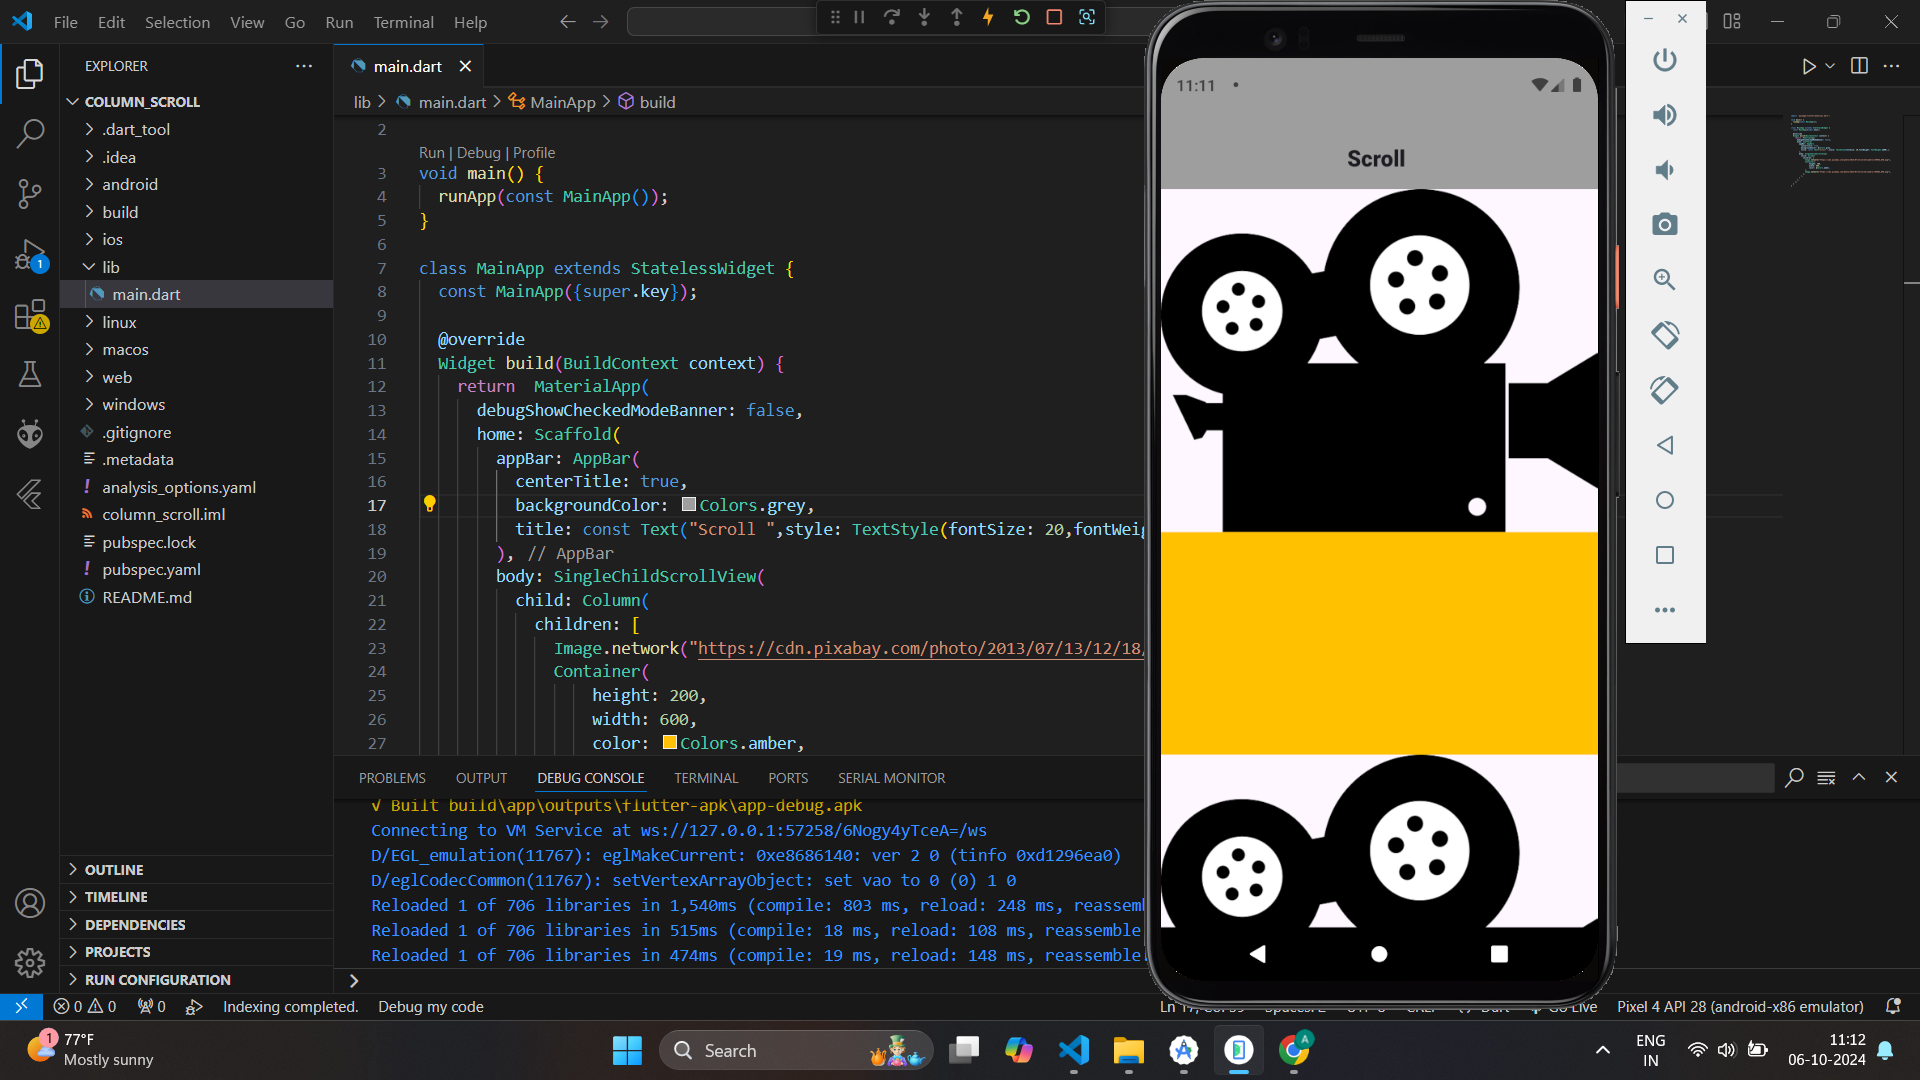 File Edit Selection View Go Run Terminal Help
EXPLORER
COLUMN_SCROLL
.dart_tool
.idea
android
build
ios
lib
main.dart
linux
macos
web
windows
.gitignore
.metadata
analysis_options.yaml
column_scroll.iml
pubspec.lock
pubspec.yaml
README.md
OUTLINE
TIMELINE
DEPENDENCIES
PROJECTS
RUN CONFIGURATION
1
main.dart
lib > main.dart > MainApp > build
2
Run | Debug | Profile
3 void main() {
4 runApp(const MainApp());
5 }
6
7 class MainApp extends StatelessWidget {
8 const MainApp({super.key});
9
10 @override
11 Widget build(BuildContext context) {
12 return  MaterialApp(
13 debugShowCheckedModeBanner: false,
14 home: Scaffold(
15 appBar: AppBar(
16 centerTitle: true,
17 backgroundColor: Colors.grey,
18 title: const Text("Scroll ",style: TextStyle(fontSize: 20,fontWeig
19 ), // AppBar
20 body: SingleChildScrollView(
21 child: Column(
22 children: [
23 Image.network("https://cdn.pixabay.com/photo/2013/07/13/12/18/
24 Container(
25 height: 200,
26 width: 600,
27 color: Colors.amber,
PROBLEMS OUTPUT DEBUG CONSOLE TERMINAL PORTS SERIAL MONITOR
√ Built build\app\outputs\flutter-apk\app-debug.apk
Connecting to VM Service at ws://127.0.0.1:57258/6Nogy4yTceA=/ws
D/EGL_emulation(11767): eglMakeCurrent: 0xe8686140: ver 2 0 (tinfo 0xd1296ea0)
D/eglCodecCommon(11767): setVertexArrayObject: set vao to 0 (0) 1 0
Reloaded 1 of 706 libraries in 1,540ms (compile: 803 ms, reload: 248 ms, reassem
Reloaded 1 of 706 libraries in 515ms (compile: 18 ms, reload: 108 ms, reassemble
Reloaded 1 of 706 libraries in 474ms (compile: 19 ms, reload: 148 ms, reassemble
11:11
Scroll
0 0 0 Indexing completed. Debug my code
Go Live Pixel 4 API 28 (android-x86 emulator)
1 77°F
Mostly sunny
Search
A
ENG
IN
11:12
06-10-2024